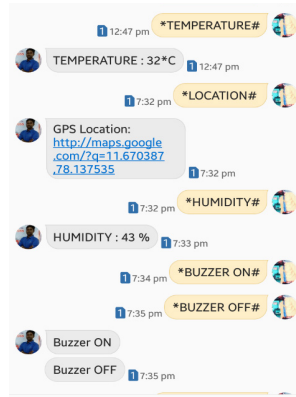 *TEMPERATURE#
1 12:47 pm
TEMPERATURE : 32*C
1 12:47 pm
*LOCATION#
1 7:32 pm
GPS Location:
http://maps.google
.com/?q=11.670387
,78.137535
1 7:32 pm
*HUMIDITY#
1 7:32 pm
HUMIDITY : 43 %
1 7:33 pm
*BUZZER ON#
1 7:34 pm
*BUZZER OFF#
1 7:35 pm
Buzzer ON
Buzzer OFF
1 7:35 pm